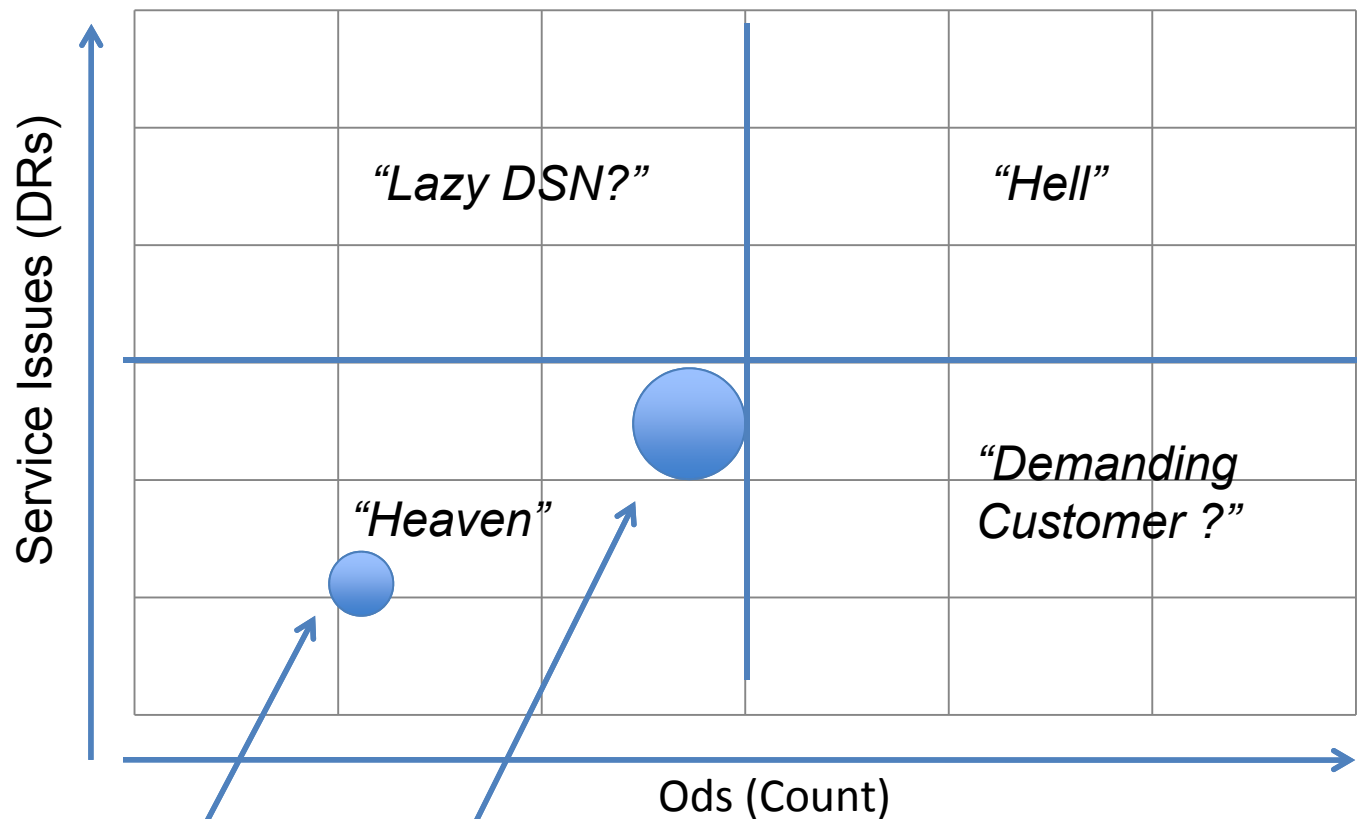 Service Issues (DRs)
“Lazy DSN?”
“Hell”
“Heaven”
“Demanding
Customer ?”
Ods (Count)